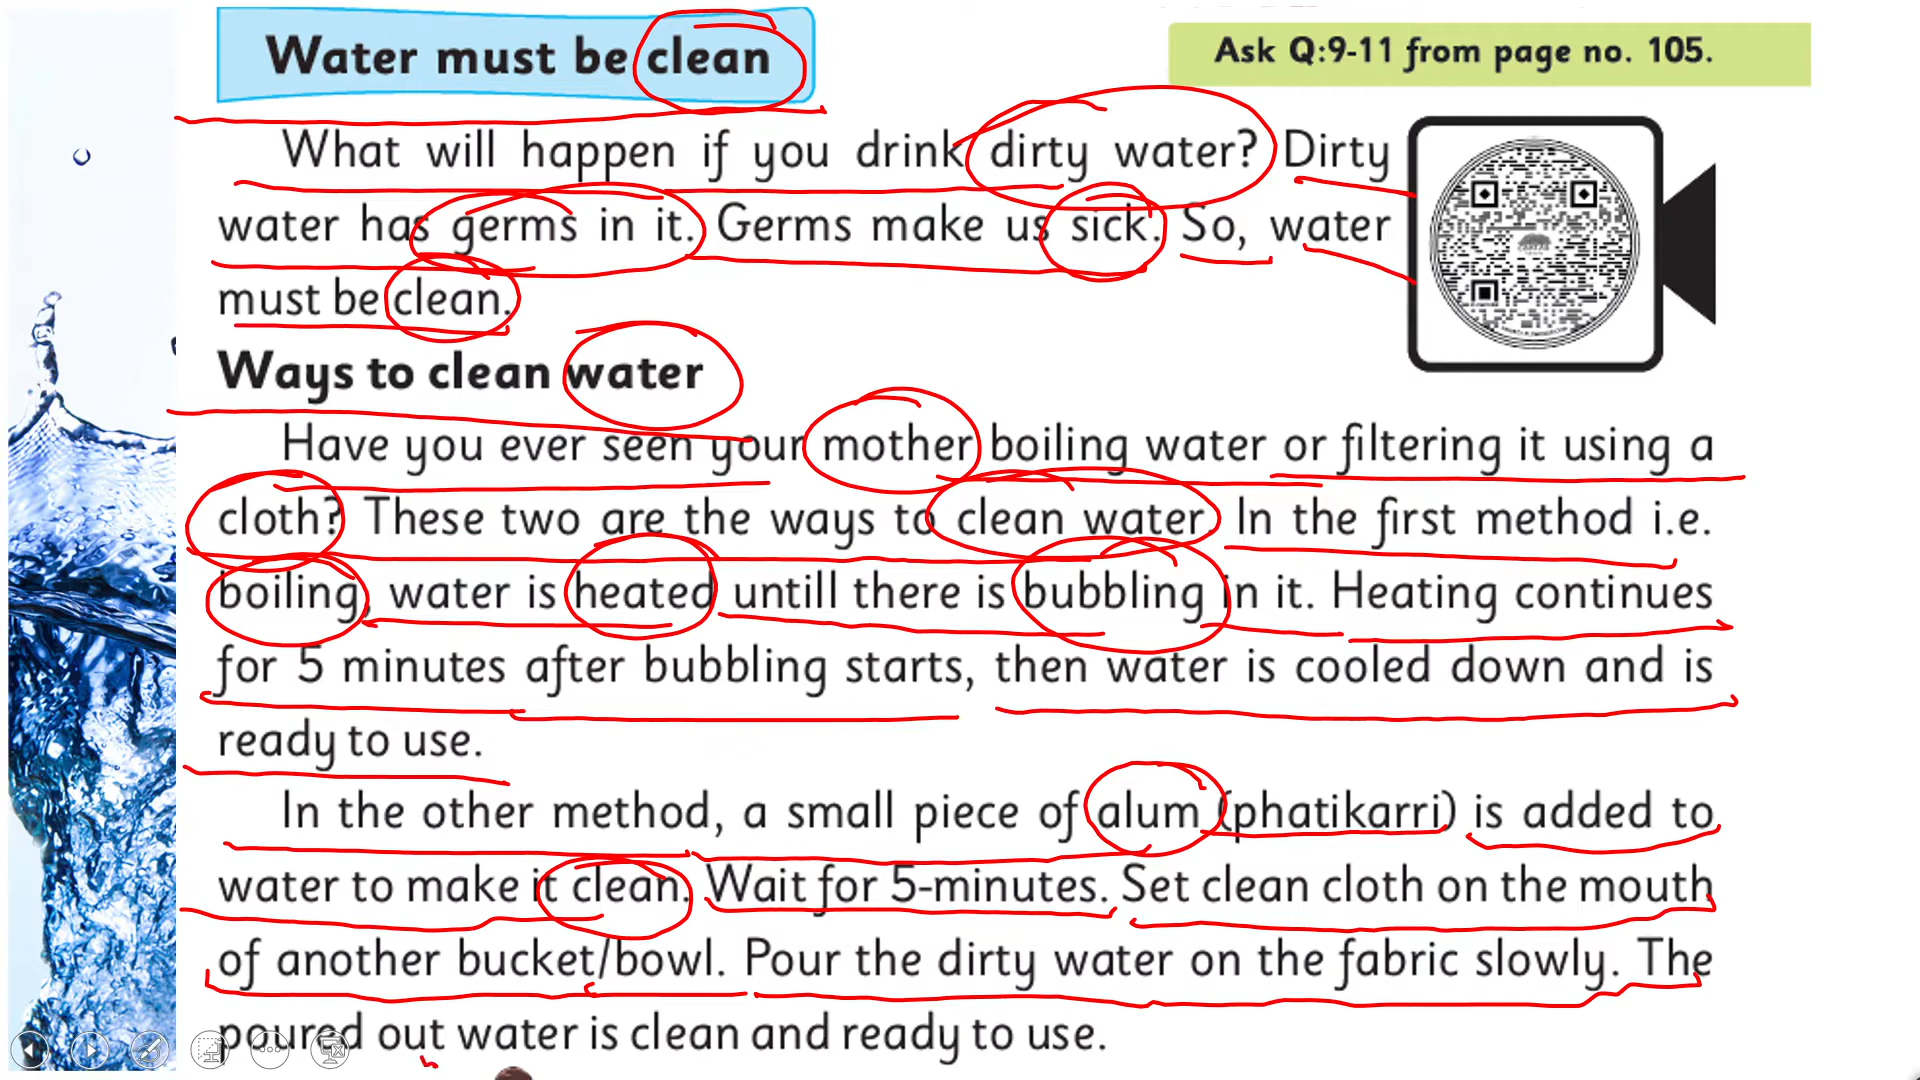 Water must be clean
Ask Q:9-11 from page no. 105.
What will happen if you drink dirty water? Dirty
water has germs in it. Germs make us sick. So, water
must be clean.
Ways to clean water
Have you ever seen your mother boiling water or filtering it using a
cloth? These two are the ways to clean water. In the first method i.e.
boiling, water is heated untill there is bubbling in it. Heating continues
for 5 minutes after bubbling starts, then water is cooled down and is
ready to use.
In the other method, a small piece of alum (phatikarri) is added to
water to make it clean. Wait for 5-minutes. Set clean cloth on the mouth
of another bucket/bowl. Pour the dirty water on the fabric slowly. The
poured out water is clean and ready to use.